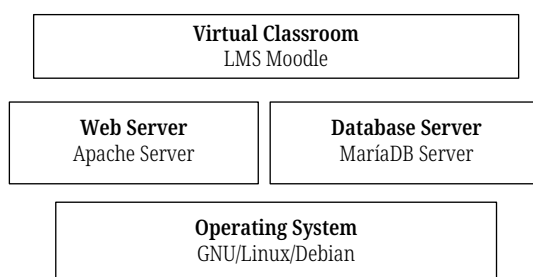 Virtual Classroom
LMS Moodle
Web Server
Apache Server
Database Server
MaríaDB Server
Operating System
GNU/Linux/Debian